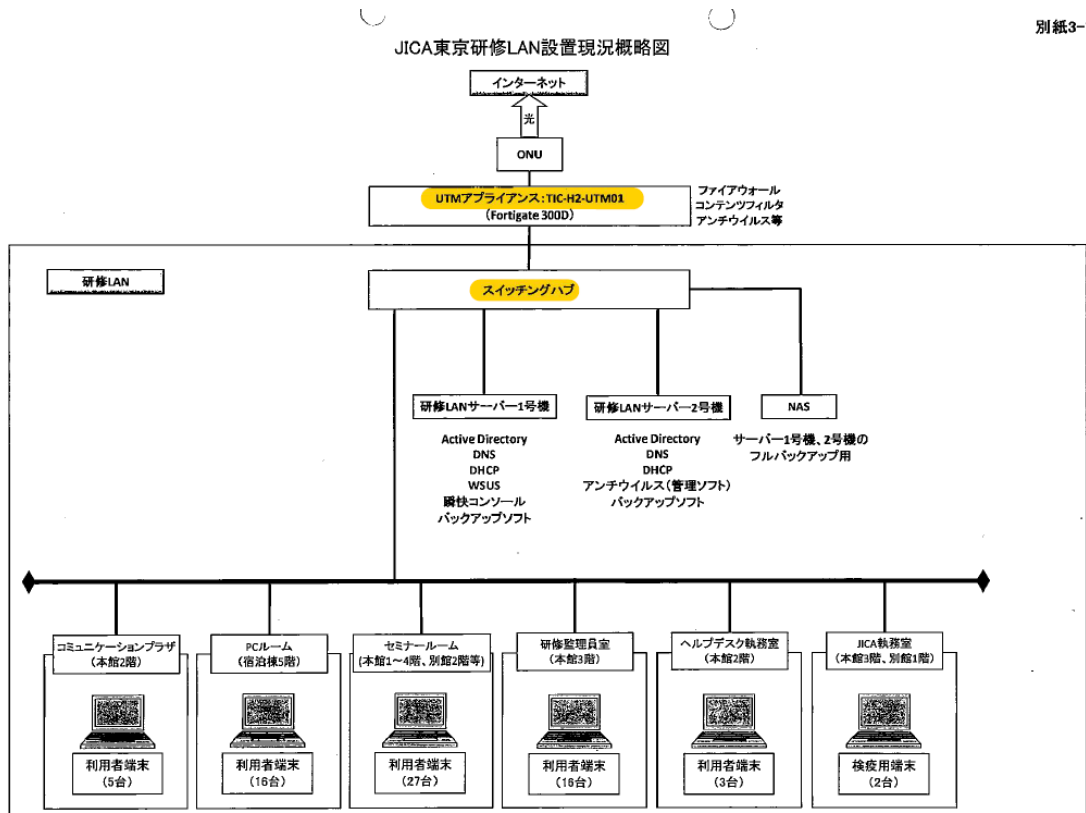 別紙3-
JICA東京研修LAN設置現況概略図
インターネット
光
ONU
UTMアプライアンス：TIC-H2-UTM01
（Fortigate 300D）
ファイアウォール
コンテンツフィルタ
アンチウイルス等
研修LAN
スイッチングハブ
研修LANサーバー1号機
研修LANサーバー2号機
NAS
Active Directory
DNS
DHCP
WSUS
瞬快コンソール
バックアップソフト
Active Directory
DNS
DHCP
アンチウイルス（管理ソフト）
バックアップソフト
サーバー1号機、2号機の
フルバックアップ用
コミュニケーションプラザ
（本館2階）
PCルーム
（宿泊棟5階）
セミナールーム
（本館1～4階、別館2階等）
研修監理員室
（本館3階）
ヘルプデスク執務室
（本館2階）
JICA執務室
（本館3階、別館1階）
利用者端末
（5台）
利用者端末
（16台）
利用者端末
（27台）
利用者端末
（16台）
利用者端末
（3台）
検疫用端末
（2台）